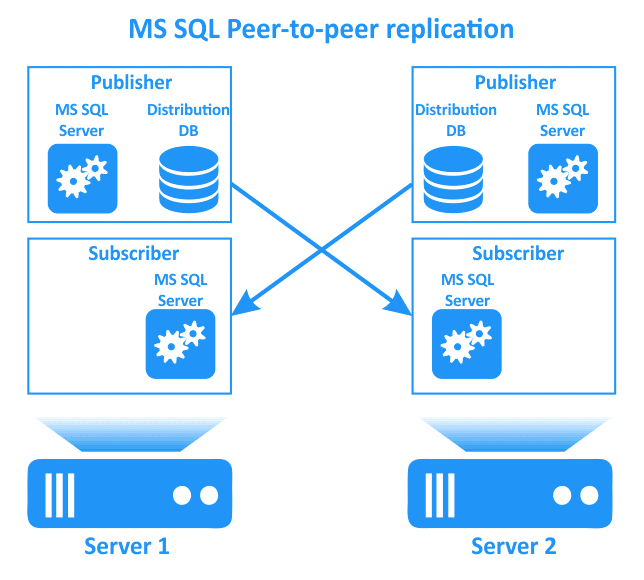 MS SQL Peer-to-peer replication
Publisher
MS SQL
Server
Distribution
DB
Publisher
Distribution
DB
MS SQL
Server
Subscriber
MS SQL
Server
Subscriber
MS SQL
Server
Server 1
Server 2